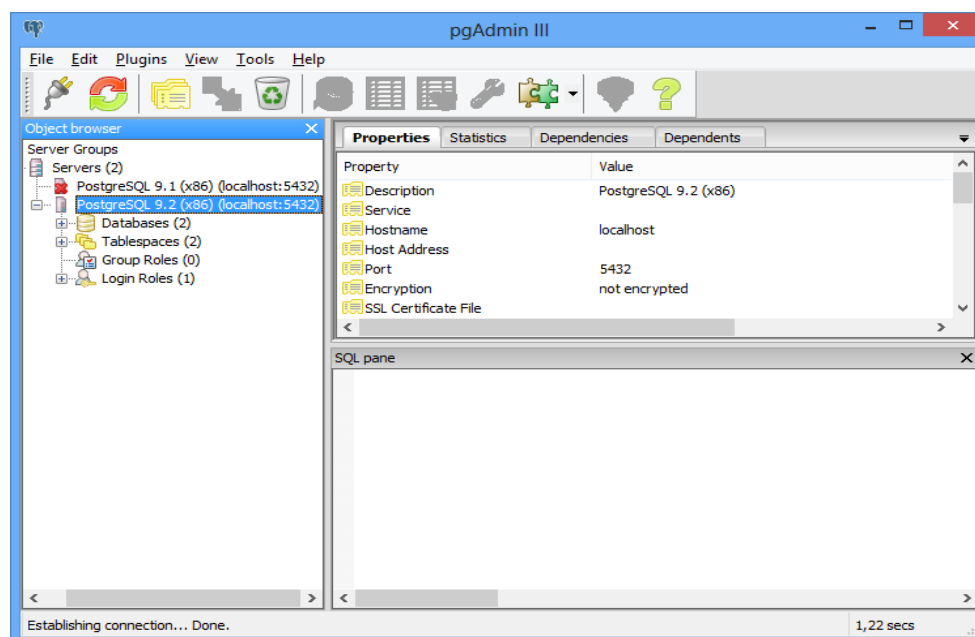 pgAdmin III
File Edit Plugins View Tools Help
Object browser
Server Groups
Servers (2)
PostgreSQL 9.1 (x86) (localhost:5432)
PostgreSQL 9.2 (x86) (localhost:5432)
Databases (2)
Tablespaces (2)
Group Roles (0)
Login Roles (1)
Properties Statistics Dependencies Dependents
Property Value
Description PostgreSQL 9.2 (x86)
Service
Hostname localhost
Host Address
Port 5432
Encryption not encrypted
SSL Certificate File
SQL pane
Establishing connection... Done. 1,22 secs